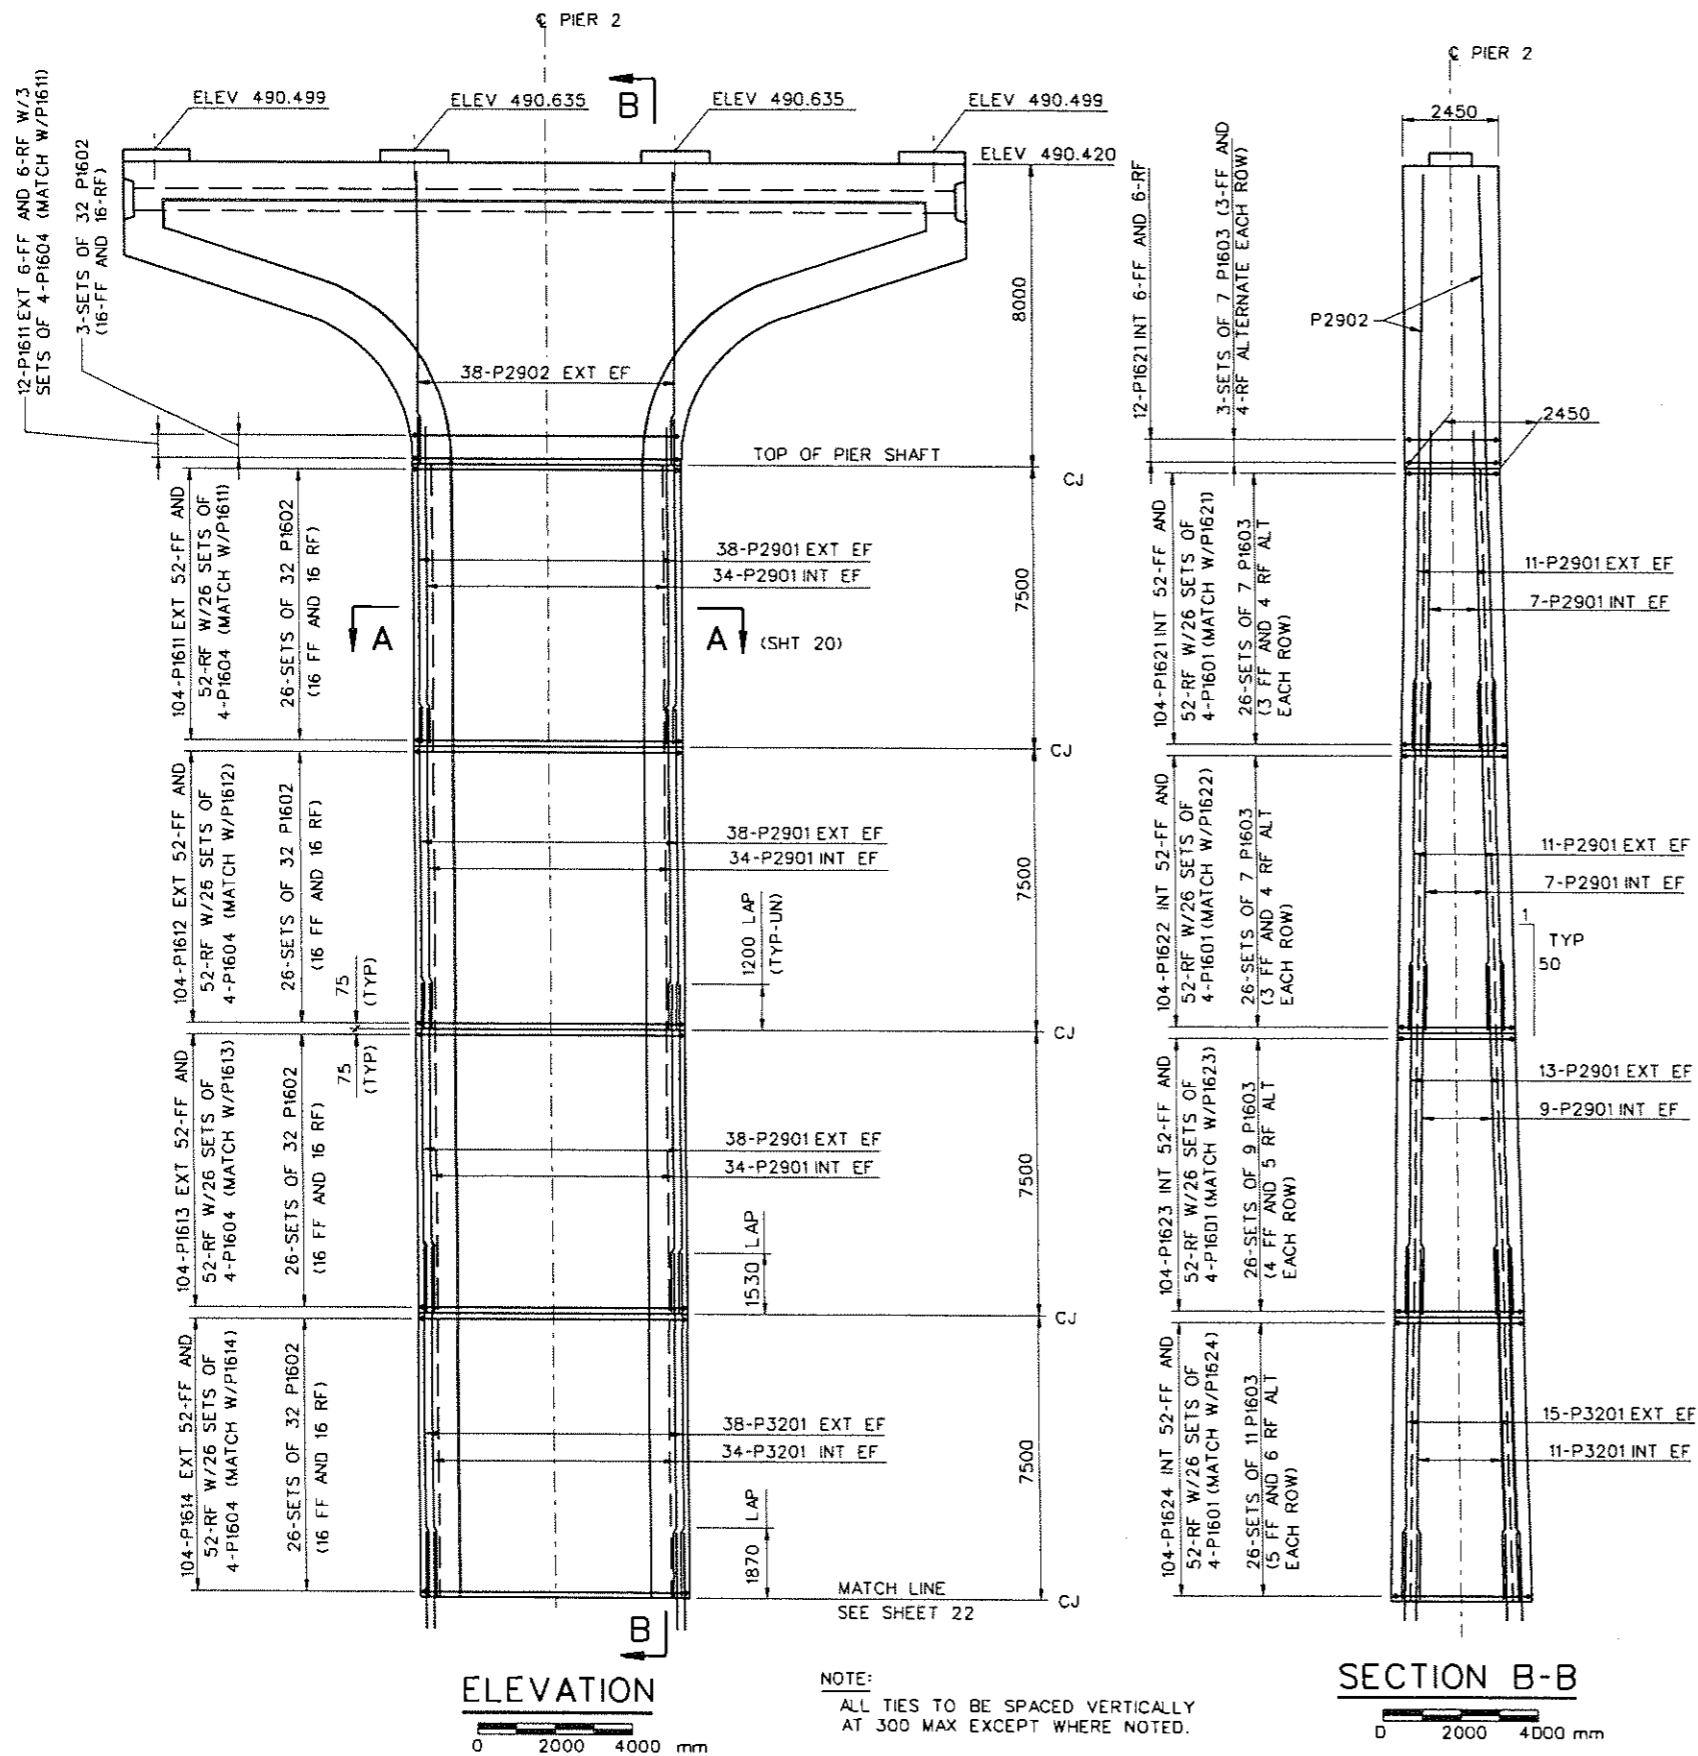 ℄ PIER 2
ELEV 490.499
ELEV 490.635
B
ELEV 490.635
ELEV 490.499
ELEV 490.420
12-P1611 EXT 6-FF AND 6-RF W/3
SETS OF 4-P1604 (MATCH W/P1611)
3-SETS OF 32 P1602
(16-FF AND 16-RF)
8000
38-P2902 EXT EF
TOP OF PIER SHAFT
CJ
104-P1611 EXT 52-FF AND
52-RF W/26 SETS OF
4-P1604 (MATCH W/P1611)
26-SETS OF 32 P1602
(16 FF AND 16 RF)
38-P2901 EXT EF
34-P2901 INT EF
7500
A
A
(SHT 20)
CJ
104-P1612 EXT 52-FF AND
52-RF W/26 SETS OF
4-P1604 (MATCH W/P1612)
26-SETS OF 32 P1602
(16 FF AND 16 RF)
38-P2901 EXT EF
34-P2901 INT EF
7500
1200 LAP
(TYP-UN)
75
(TYP)
CJ
75
(TYP)
104-P1613 EXT 52-FF AND
52-RF W/26 SETS OF
4-P1604 (MATCH W/P1613)
26-SETS OF 32 P1602
(16 FF AND 16 RF)
38-P2901 EXT EF
34-P2901 INT EF
7500
1530 LAP
CJ
104-P1614 EXT 52-FF AND
52-RF W/26 SETS OF
4-P1604 (MATCH W/P1614)
26-SETS OF 32 P1602
(16 FF AND 16 RF)
38-P3201 EXT EF
34-P3201 INT EF
7500
1870 LAP
MATCH LINE
SEE SHEET 22
CJ
B
ELEVATION
0 2000 4000 mm
NOTE:
ALL TIES TO BE SPACED VERTICALLY
AT 300 MAX EXCEPT WHERE NOTED.
℄ PIER 2
2450
12-P1621 INT 6-FF AND 6-RF
3-SETS OF 7 P1603 (3-FF AND
4-RF ALTERNATE EACH ROW)
P2902
2450
104-P1621 INT 52-FF AND
52-RF W/26 SETS OF
4-P1601 (MATCH W/P1621)
26-SETS OF 7 P1603
(3 FF AND 4 RF ALT
EACH ROW)
11-P2901 EXT EF
7-P2901 INT EF
104-P1622 INT 52-FF AND
52-RF W/26 SETS OF
4-P1601 (MATCH W/P1622)
26-SETS OF 7 P1603
(3 FF AND 4 RF ALT
EACH ROW)
11-P2901 EXT EF
7-P2901 INT EF
1
TYP
50
104-P1623 INT 52-FF AND
52-RF W/26 SETS OF
4-P1601 (MATCH W/P1623)
26-SETS OF 9 P1603
(4 FF AND 5 RF ALT
EACH ROW)
13-P2901 EXT EF
9-P2901 INT EF
104-P1624 INT 52-FF AND
52-RF W/26 SETS OF
4-P1601 (MATCH W/P1624)
26-SETS OF 11 P1603
(5 FF AND 6 RF ALT
EACH ROW)
15-P3201 EXT EF
11-P3201 INT EF
SECTION B-B
0 2000 4000 mm